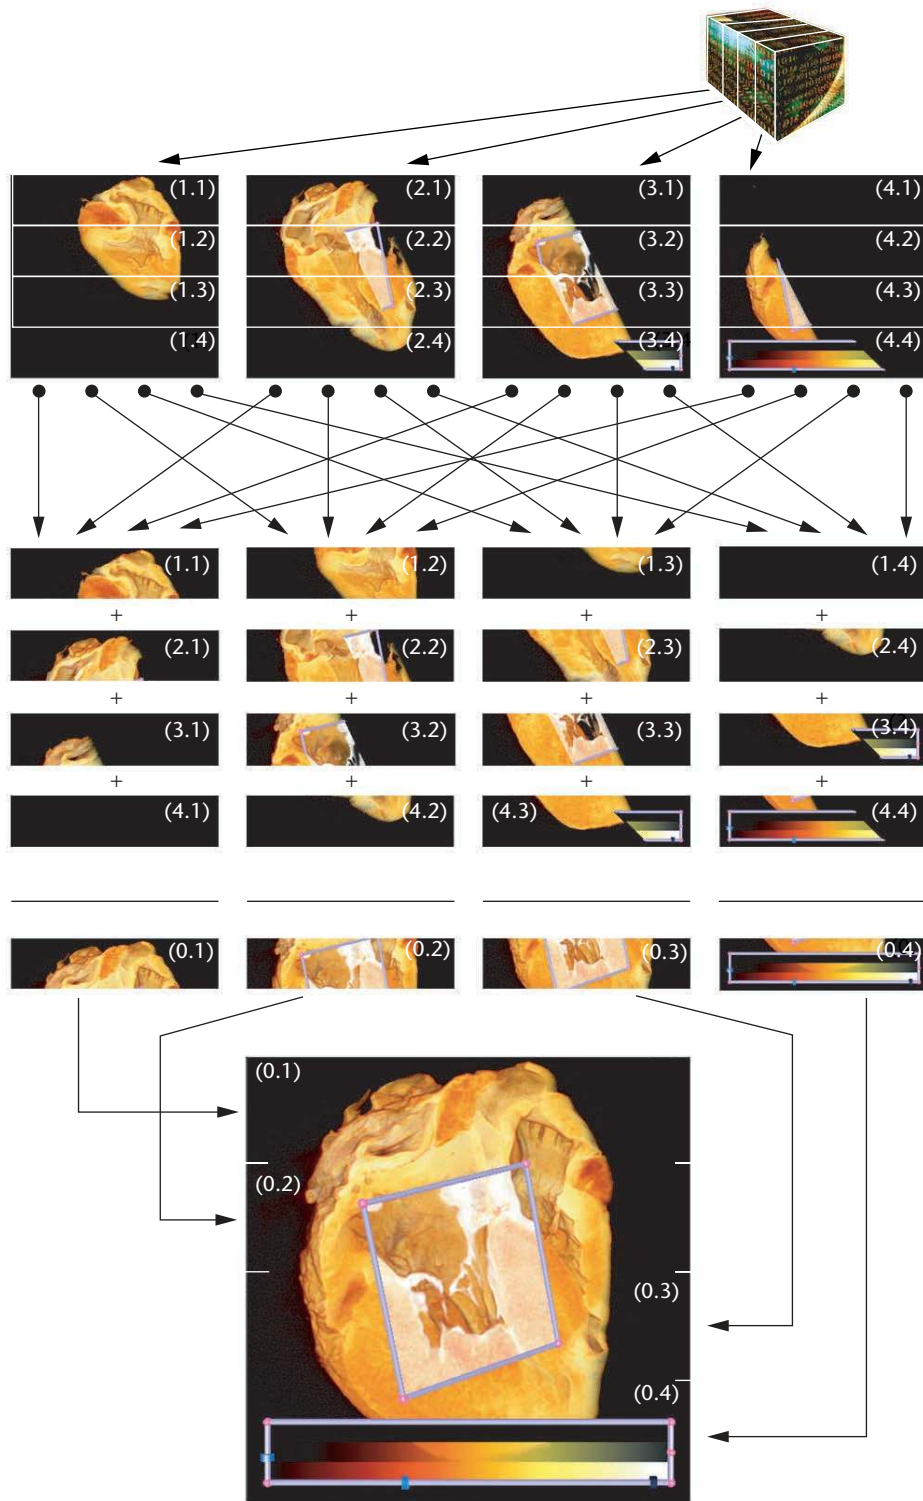 (1.1) (2.1) (3.1) (4.1)
(1.2) (2.2) (3.2) (4.2)
(1.3) (2.3) (3.3) (4.3)
(1.4) (2.4) (3.4) (4.4)
(1.1) (1.2) (1.3) (1.4)
+ + + +
(2.1) (2.2) (2.3) (2.4)
+ + + +
(3.1) (3.2) (3.3) (3.4)
+ + + +
(4.1) (4.2) (4.3) (4.4)
(0.1) (0.2) (0.3) (0.4)
(0.1)
(0.2)
(0.3)
(0.4)